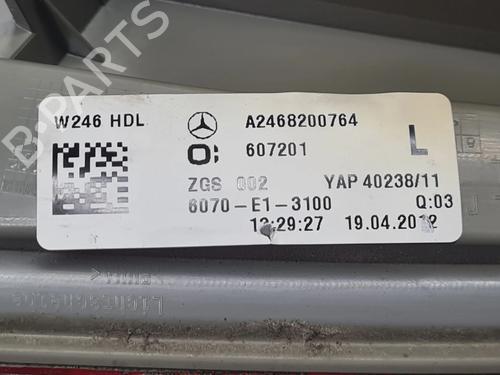 B-PARTS
W246 HDL
A2468200764
L
O: 607201
ZGS 002 YAP 40238/11
6070-E1-3100 Q:03
13:29:27 19.04.2012